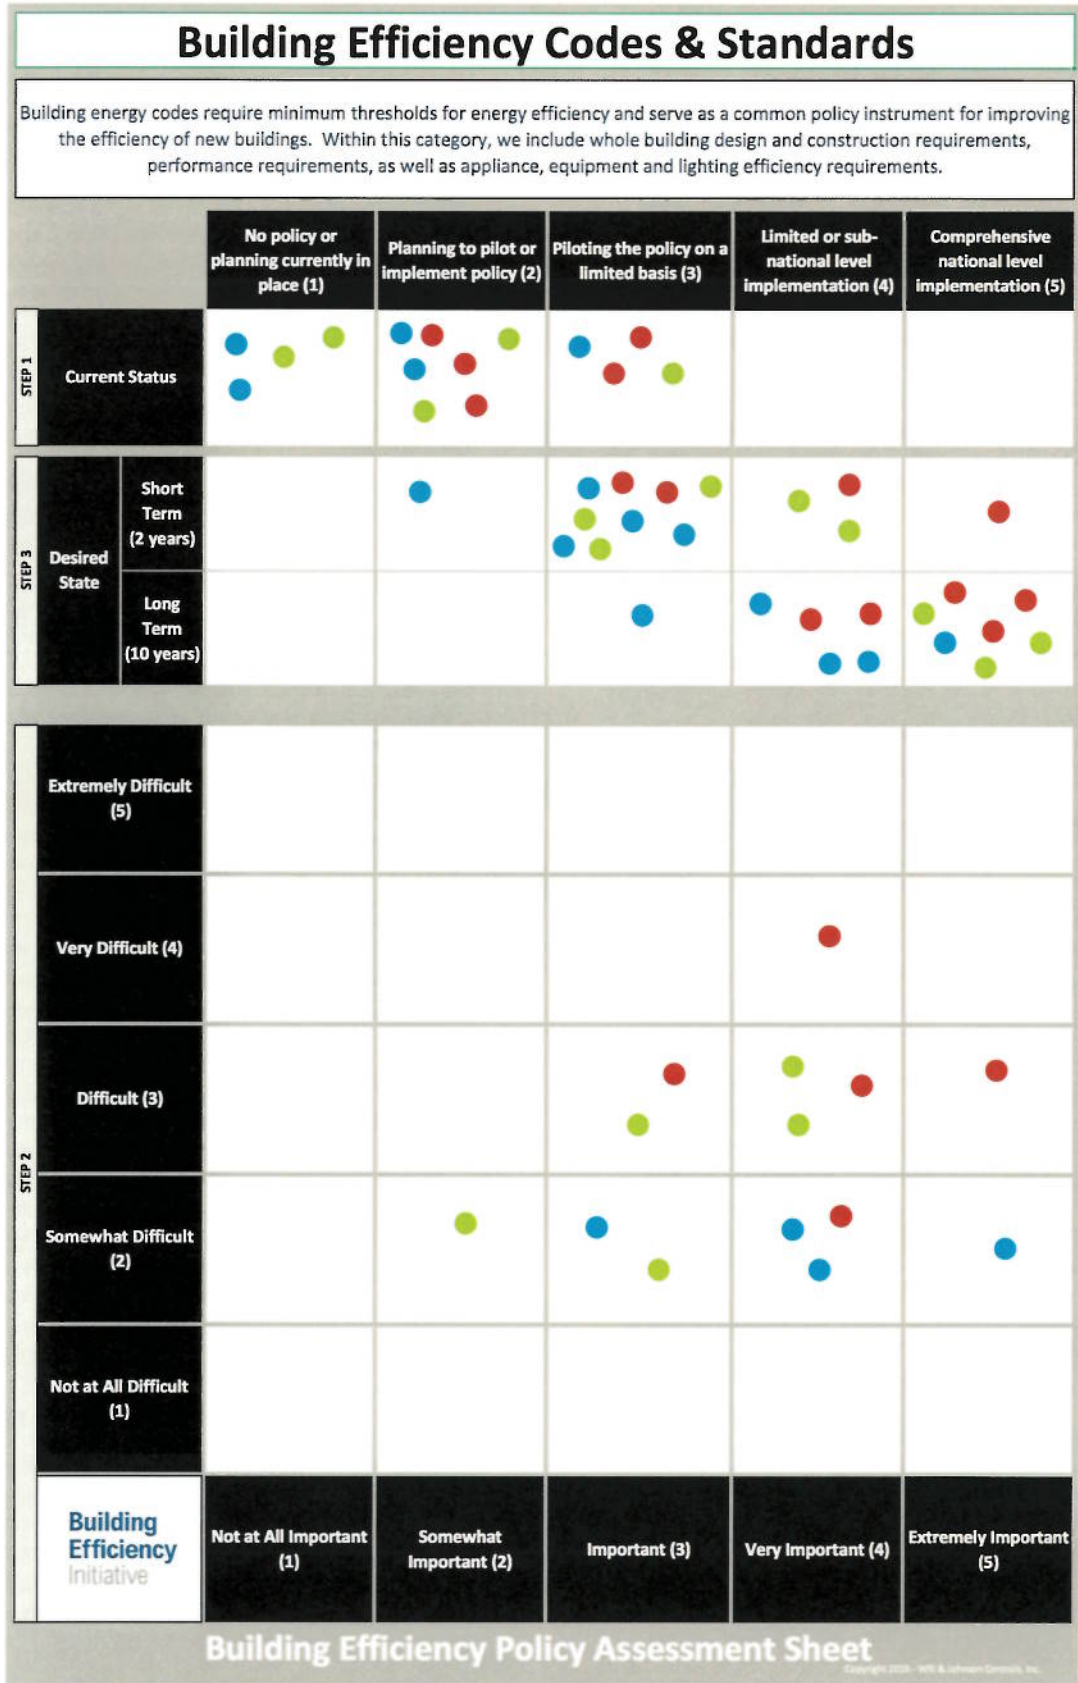 Building Efficiency Codes & Standards
Building energy codes require minimum thresholds for energy efficiency and serve as a common policy instrument for improving
the efficiency of new buildings. Within this category, we include whole building design and construction requirements,
performance requirements, as well as appliance, equipment and lighting efficiency requirements.
No policy or
planning currently in
place (1)
Planning to pilot or
implement policy (2)
Piloting the policy on a
limited basis (3)
Limited or sub-
national level
implementation (4)
Comprehensive
national level
implementation (5)
STEP 1
Current Status
STEP 3
Desired
State
Short
Term
(2 years)
Long
Term
(10 years)
STEP 2
Extremely Difficult
(5)
Very Difficult (4)
Difficult (3)
Somewhat Difficult
(2)
Not at All Difficult
(1)
Building
Efficiency
Initiative
Not at All Important
(1)
Somewhat
Important (2)
Important (3)
Very Important (4)
Extremely Important
(5)
Building Efficiency Policy Assessment Sheet
Copyright - WRI & Johnson Controls, Inc.